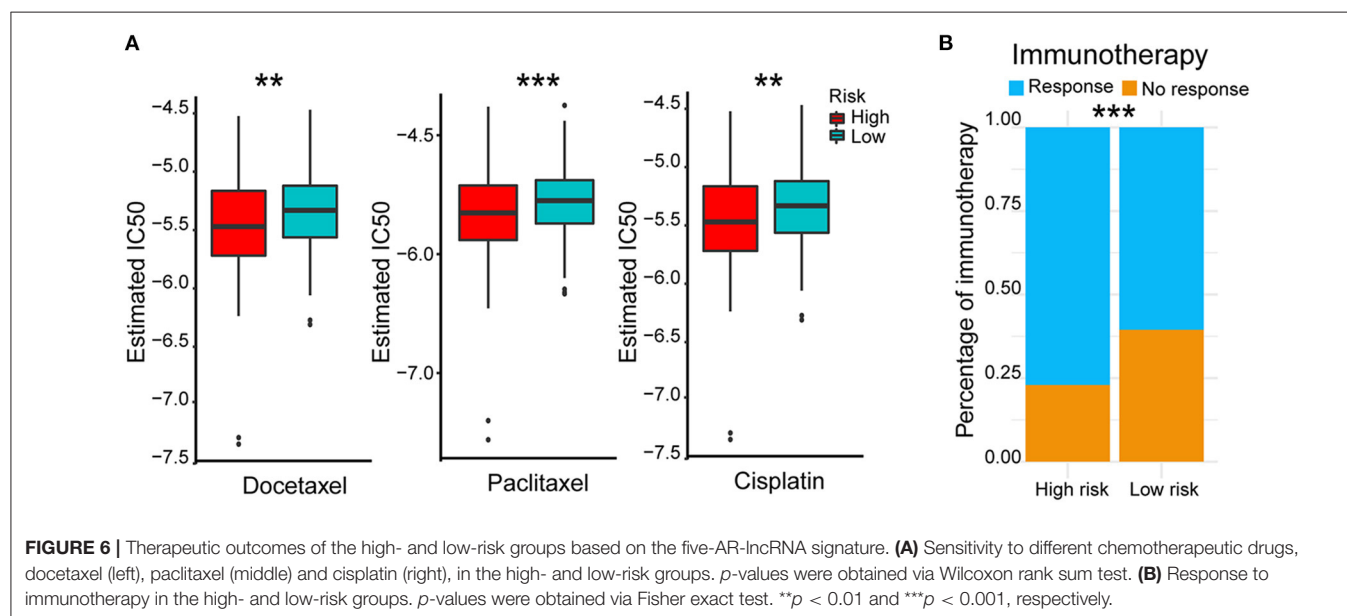 A
**
Estimated IC50
−4.5
−5.0
−5.5
−6.0
−6.5
−7.0
−7.5
Docetaxel
***
Estimated IC50
−4.5
−6.0
−7.0
Paclitaxel
**
Estimated IC50
−4.5
−5.0
−5.5
−6.0
−6.5
−7.0
−7.5
Cisplatin
Risk
High
Low
B
Immunotherapy
Response No response
***
Percentage of immunotherapy
1.00
0.75
0.50
0.25
0.00
High risk Low risk
FIGURE 6 | Therapeutic outcomes of the high- and low-risk groups based on the five-AR-lncRNA signature. (A) Sensitivity to different chemotherapeutic drugs,
docetaxel (left), paclitaxel (middle) and cisplatin (right), in the high- and low-risk groups. p-values were obtained via Wilcoxon rank sum test. (B) Response to
immunotherapy in the high- and low-risk groups. p-values were obtained via Fisher exact test. **p < 0.01 and ***p < 0.001, respectively.